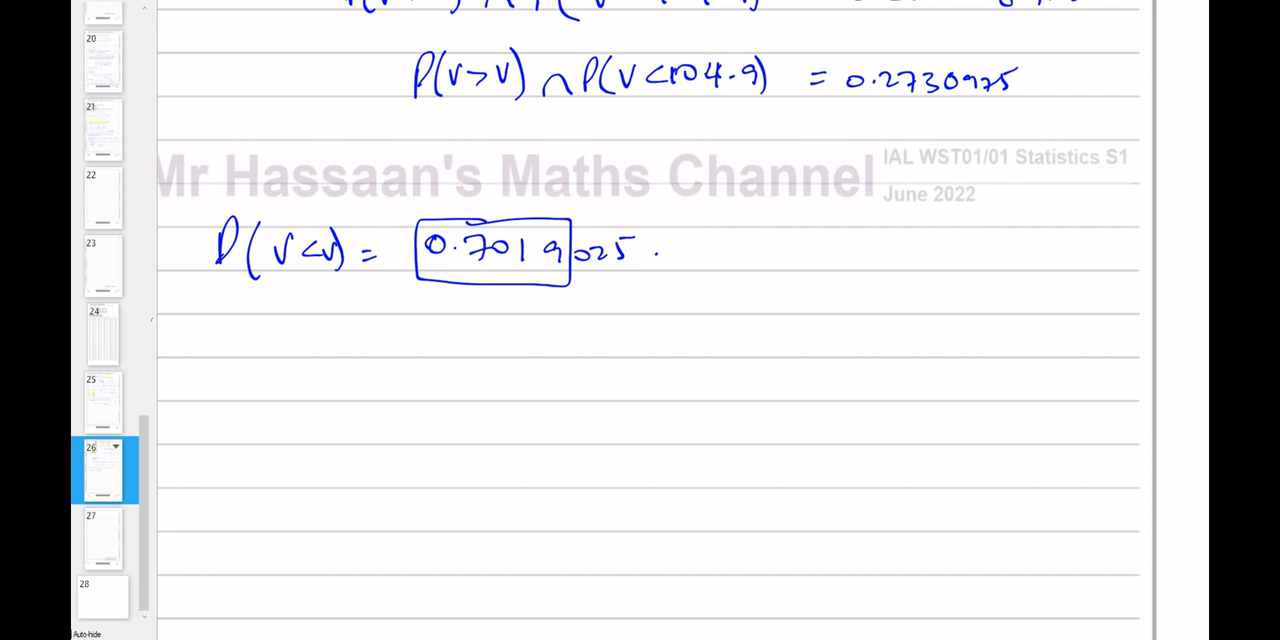 P(V>v) ∩ P(V<104.9) = 0.2730975
Mr Hassaan's Maths Channel
IAL WST01/01 Statistics S1
June 2022
P(V<v) = 0.7019025.
20
21
22
23
24
25
26
27
28
Auto-hide